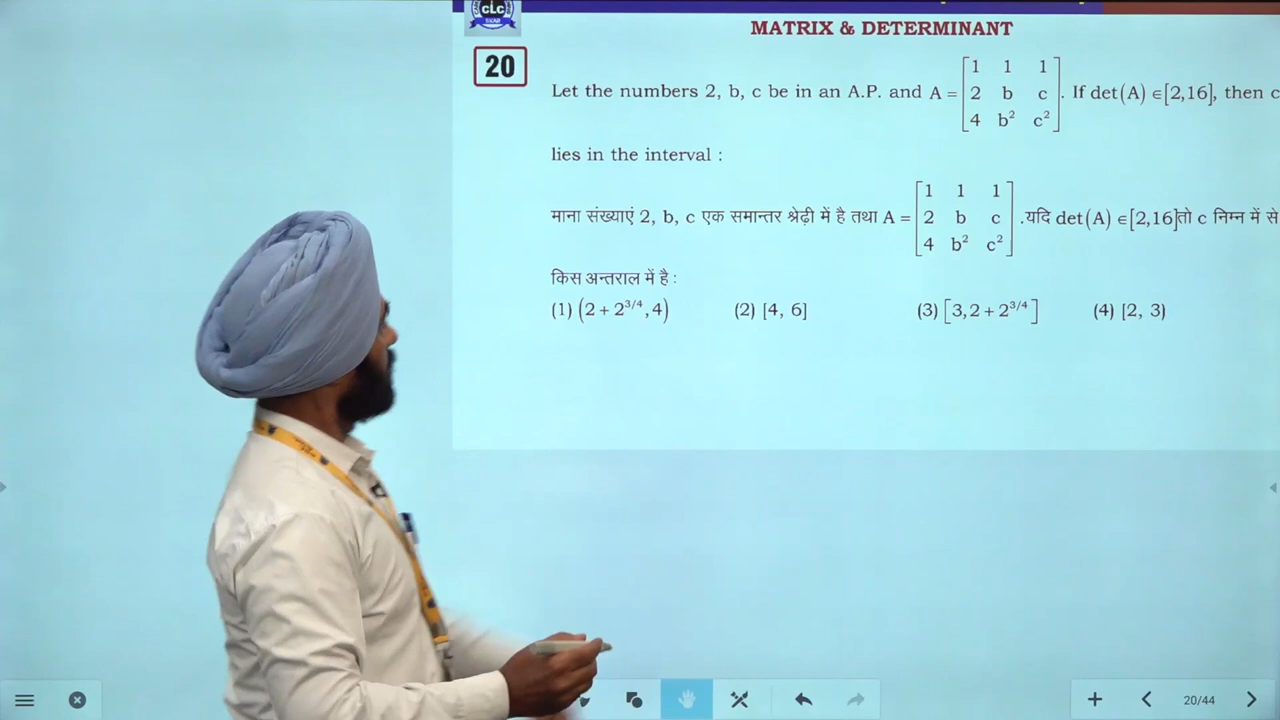 CLC
SIKAR
MATRIX & DETERMINANT
20
Let the numbers 2, b, c be in an A.P. and A = [1 1 1; 2 b c; 4 b² c²]. If det(A) ∈[2,16], then c
lies in the interval :
माना संख्याएं 2, b, c एक समान्तर श्रेढ़ी में है तथा A = [1 1 1; 2 b c; 4 b² c²].यदि det(A) ∈[2,16]तो c निम्न में से
किस अन्तराल में है :
(1) (2 + 2^{3/4}, 4) (2) [4, 6] (3) [3, 2 + 2^{3/4}] (4) [2, 3)
20/44